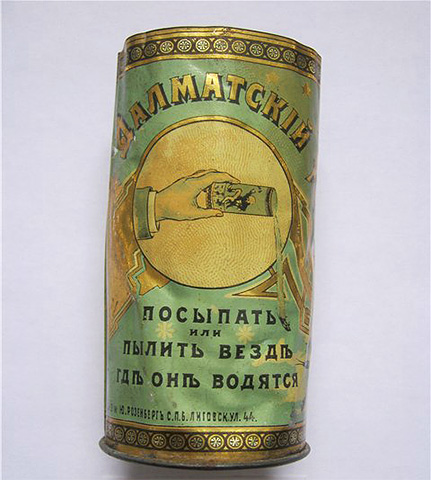 ДАЛМАТСКІЙ
ПОСЫПАТЬ
ИЛИ
ПЫЛИТЬ ВЕЗДѢ
ГДѢ ОНѢ ВОДЯТСЯ
Ю. РОЗЕНБЕРГЪ С.П.Б. ЛИГОВСК. УЛ. 44.